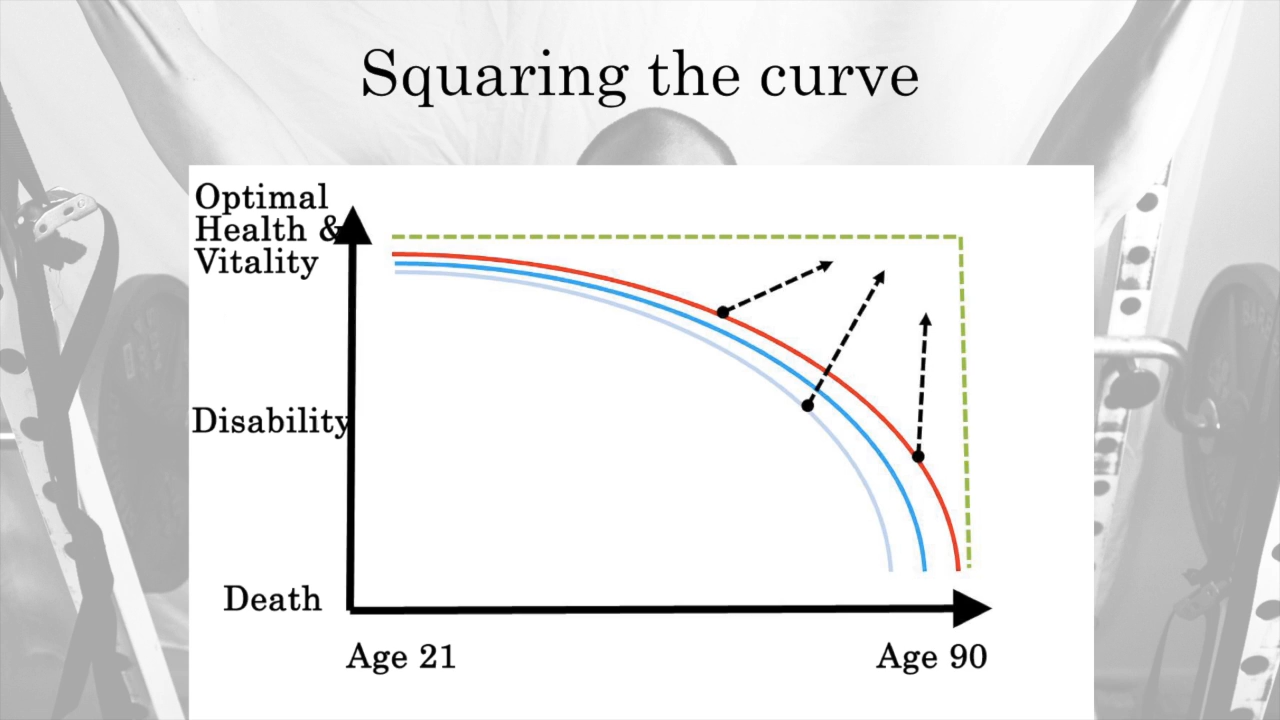 Squaring the curve
Optimal
Health &
Vitality
Disability
Death
Age 21
Age 90